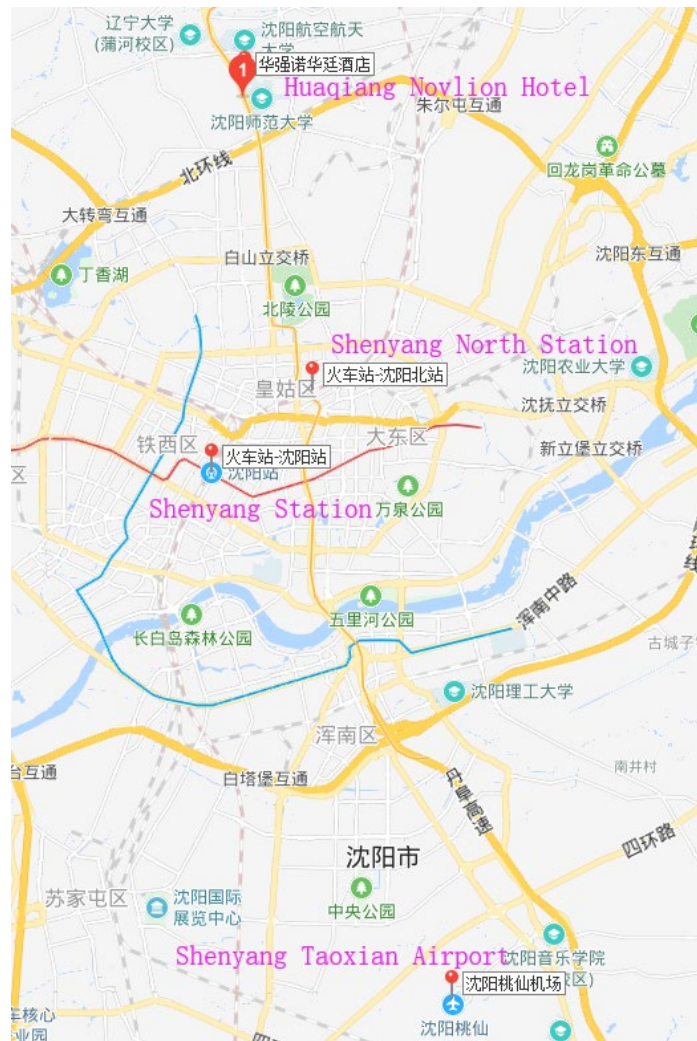 辽宁大学
(蒲河校区)
沈阳航空航天
大学
华强诺华廷酒店
1
Huaqiang Novlion Hotel
沈阳师范大学
朱尔屯互通
北环线
回龙岗革命公墓
大转弯互通
白山立交桥
沈阳东互通
丁香湖
北陵公园
Shenyang North Station
沈阳农业大学
火车站-沈阳北站
皇姑区
沈抚立交桥
铁西区
大东区
新立堡立交桥
火车站-沈阳站
沈阳站
区
Shenyang Station
万泉公园
五里河公园
浑南中路
长白岛森林公园
古城子
沈阳理工大学
浑南区
台互通
白塔堡互通
南井村
丹阜高速
四环路
沈阳市
苏家屯区
沈阳国际
展览中心
中央公园
Shenyang Taoxian Airport
沈阳音乐学院
校区)
沈阳桃仙机场
沈阳桃仙
车核心
业园